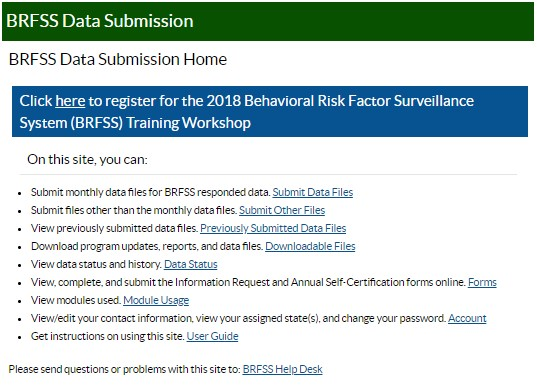 BRFSS Data Submission
BRFSS Data Submission Home
Click here to register for the 2018 Behavioral Risk Factor Surveillance
System (BRFSS) Training Workshop
On this site, you can:
• Submit monthly data files for BRFSS responded data. Submit Data Files
• Submit files other than the monthly data files. Submit Other Files
• View previously submitted data files. Previously Submitted Data Files
• Download program updates, reports, and data files. Downloadable Files
• View data status and history. Data Status
• View, complete, and submit the Information Request and Annual Self-Certification forms online. Forms
• View modules used. Module Usage
• View/edit your contact information, view your assigned state(s), and change your password. Account
• Get instructions on using this site. User Guide
Please send questions or problems with this site to: BRFSS Help Desk